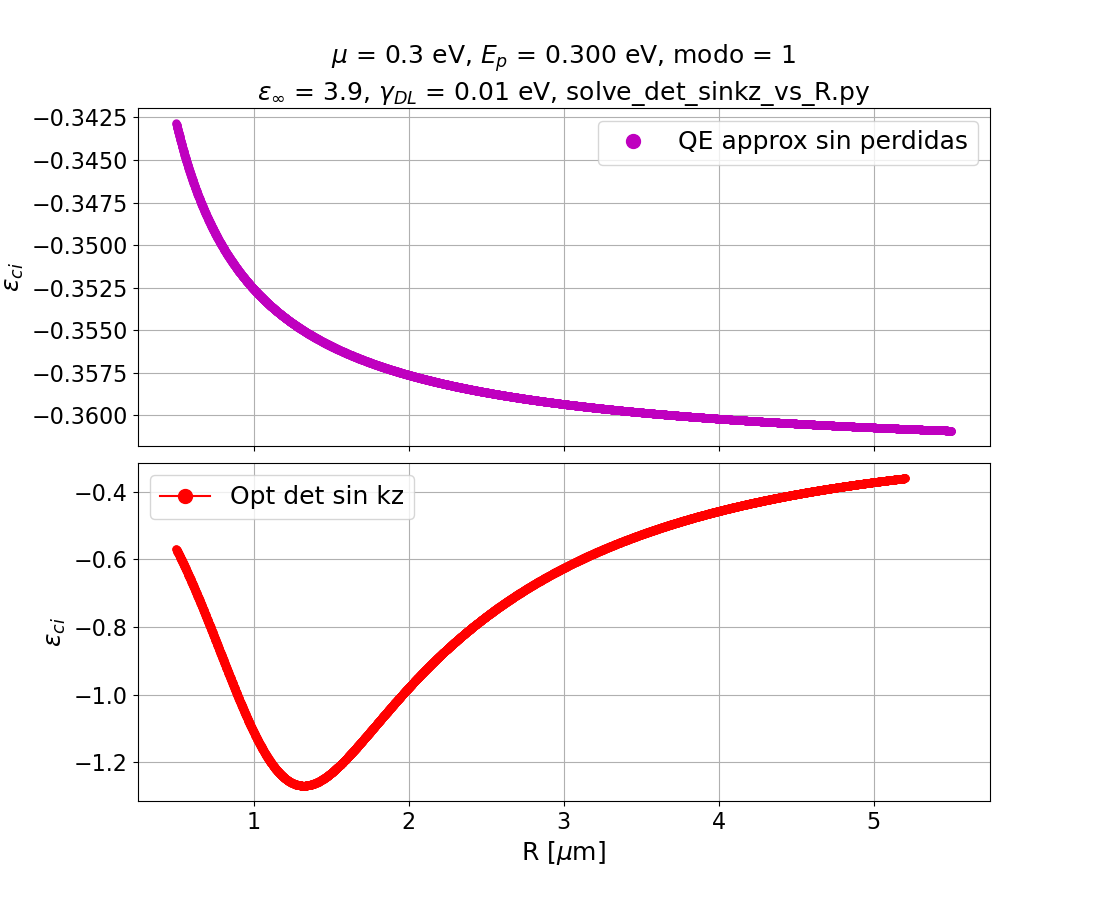 μ = 0.3 eV, Eₚ = 0.300 eV, modo = 1
ε∞ = 3.9, γ_DL = 0.01 eV, solve_det_sinkz_vs_R.py
−0.3425
−0.3450
−0.3475
−0.3500
−0.3525
−0.3550
−0.3575
−0.3600
ε_ci
QE approx sin perdidas
−0.4
−0.6
−0.8
−1.0
−1.2
ε_ci
Opt det sin kz
1 2 3 4 5
R [μm]